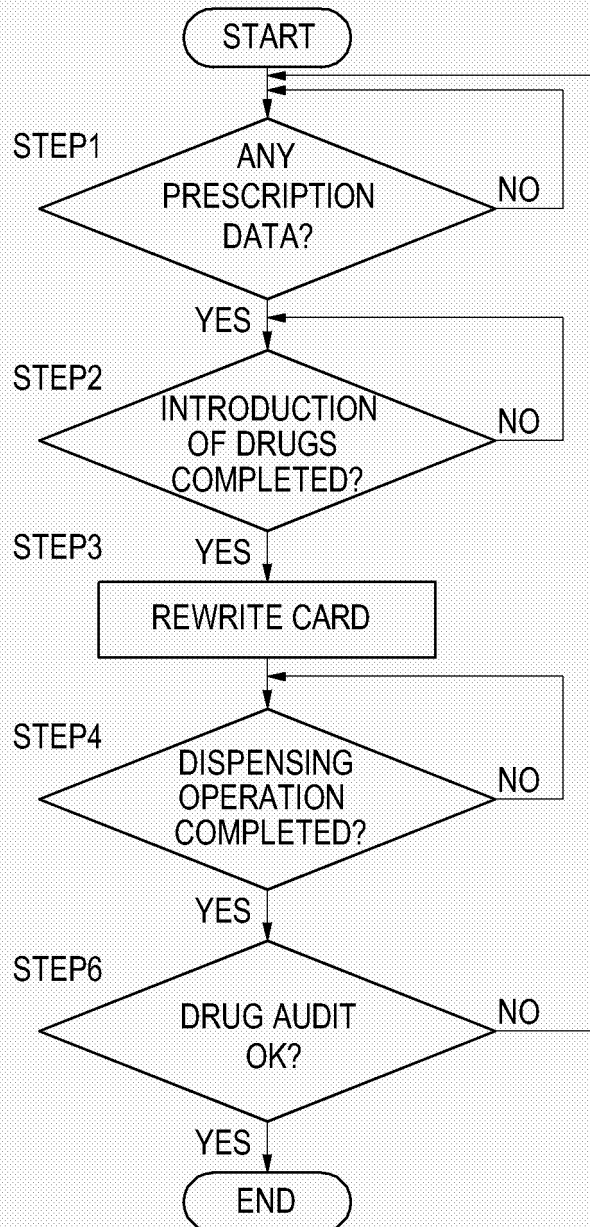 START
STEP1
ANY
PRESCRIPTION
DATA?
NO
YES
STEP2
INTRODUCTION
OF DRUGS
COMPLETED?
NO
STEP3
YES
REWRITE CARD
STEP4
DISPENSING
OPERATION
COMPLETED?
NO
YES
STEP6
DRUG AUDIT
OK?
NO
YES
END